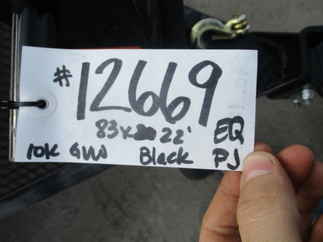 #12669
83x 22' EQ
10K GVW Black PJ